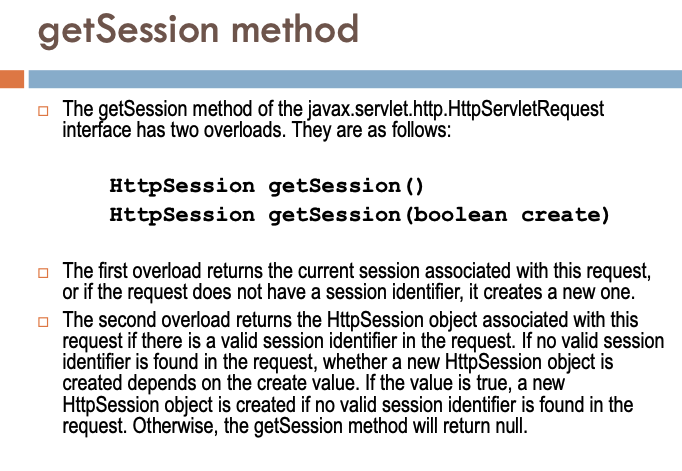 getSession method
The getSession method of the javax.servlet.http.HttpServletRequest
interface has two overloads. They are as follows:
HttpSession getSession()
HttpSession getSession(boolean create)
The first overload returns the current session associated with this request,
or if the request does not have a session identifier, it creates a new one.
The second overload returns the HttpSession object associated with this
request if there is a valid session identifier in the request. If no valid session
identifier is found in the request, whether a new HttpSession object is
created depends on the create value. If the value is true, a new
HttpSession object is created if no valid session identifier is found in the
request. Otherwise, the getSession method will return null.